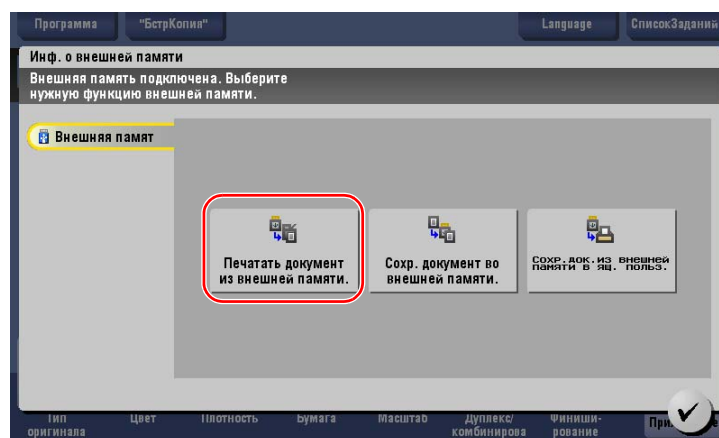 Программа "БстрКопия" Language СписокЗаданий
Инф. о внешней памяти
Внешняя память подключена. Выберите
нужную функцию внешней памяти.
Внешняя памят
Печатать документ
из внешней памяти.
Сохр. документ во
внешней памяти.
Сохр.док.из внешней
памяти в ящ. польз.
Тип
оригинала
Цвет
Плотность
Бумага
Масштаб
Дуплекс/
комбинирова
Финиши-
рование